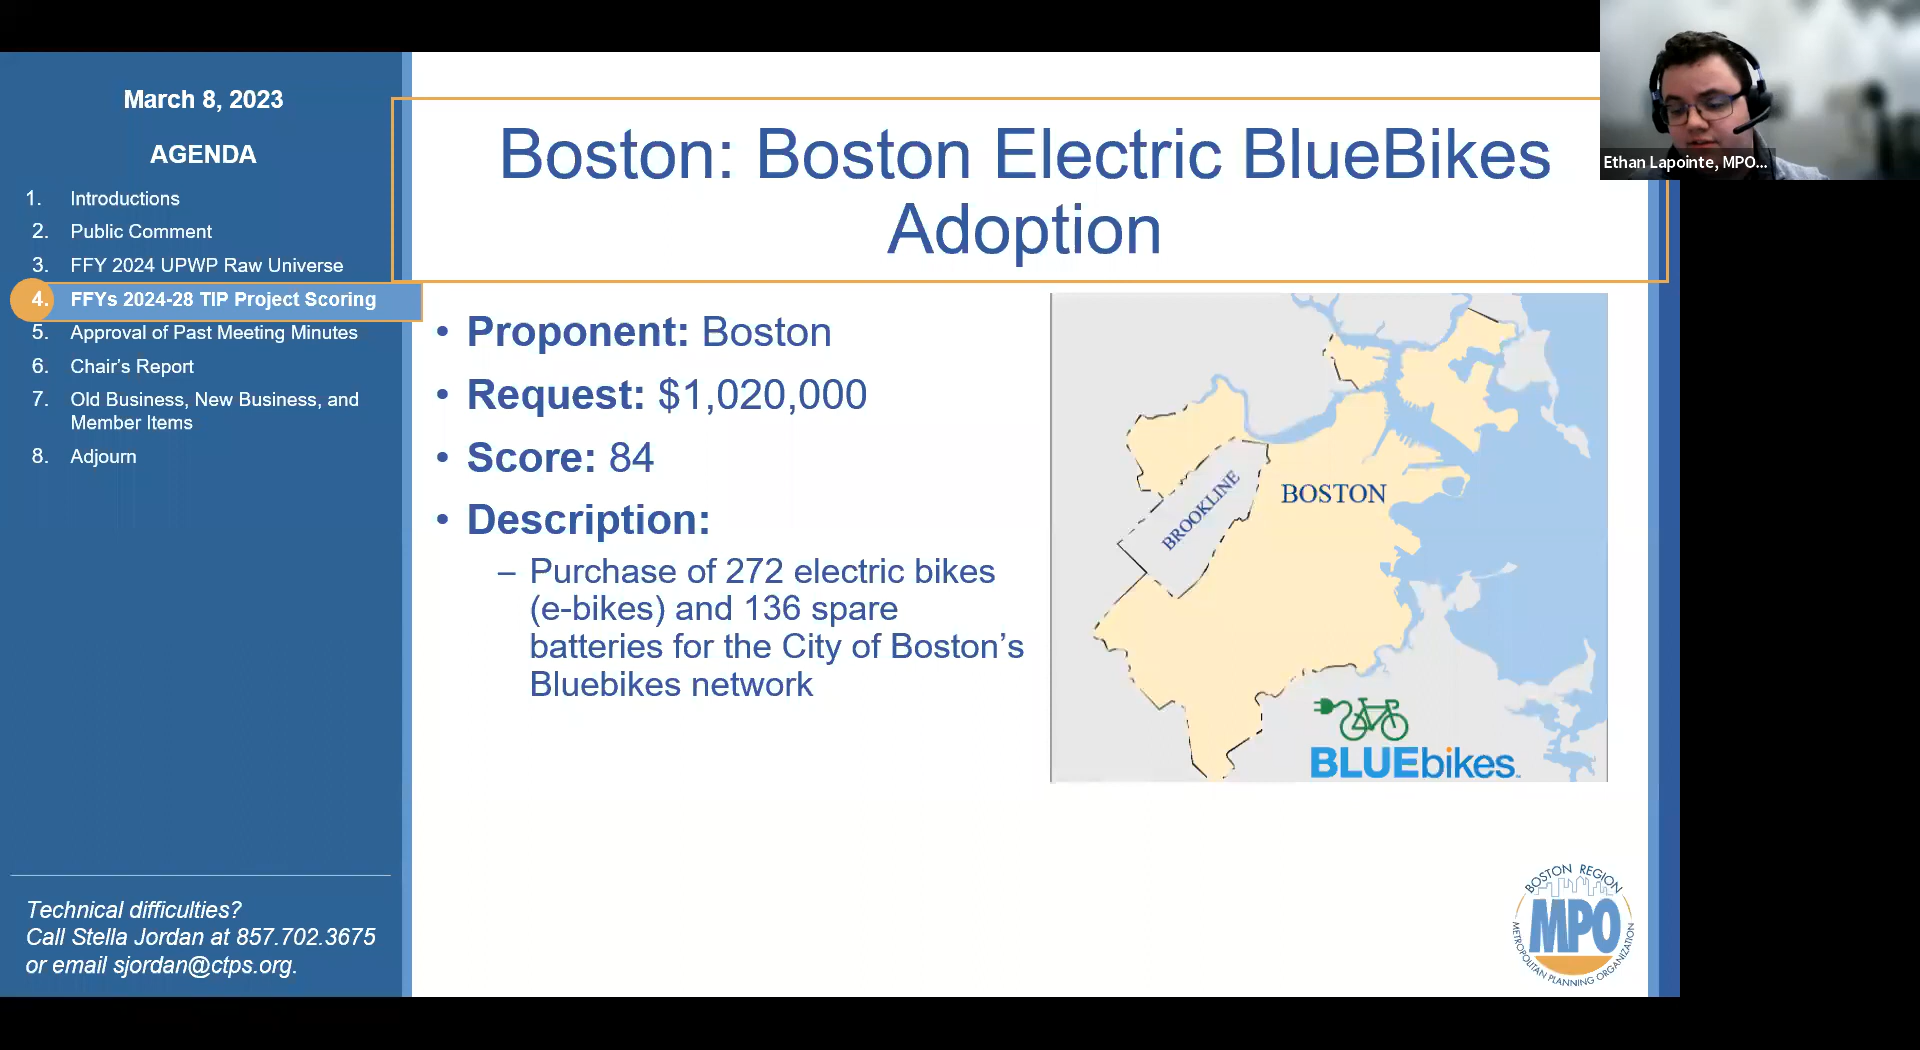 March 8, 2023
AGENDA
1. Introductions
2. Public Comment
3. FFY 2024 UPWP Raw Universe
4. FFYs 2024-28 TIP Project Scoring
5. Approval of Past Meeting Minutes
6. Chair's Report
7. Old Business, New Business, and
Member Items
8. Adjourn
Technical difficulties?
Call Stella Jordan at 857.702.3675
or email sjordan@ctps.org.
Boston: Boston Electric BlueBikes
Adoption
• Proponent: Boston
• Request: $1,020,000
• Score: 84
• Description:
– Purchase of 272 electric bikes
(e-bikes) and 136 spare
batteries for the City of Boston’s
Bluebikes network
BROOKLINE
BOSTON
BLUEbikes
BOSTON REGION
MPO
METROPOLITAN PLANNING ORGANIZATION
Ethan Lapointe, MPO...